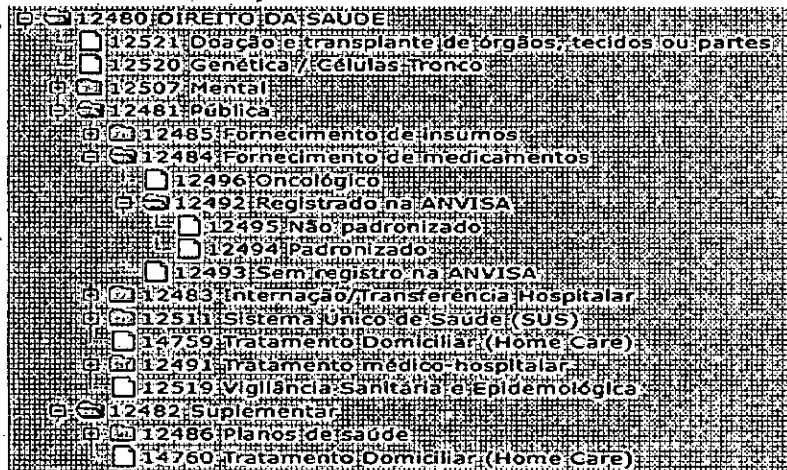 12480 DIREITO DA SAÚDE
12521 Doação e transplante de órgãos, tecidos ou partes
12520 Genética / Células Tronco
12507 Mental
12481 Pública
12485 Fornecimento de insumos
12484 Fornecimento de medicamentos
12496 Oncológico
12492 Registrado na ANVISA
12495 Não padronizado
12494 Padronizado
12493 Sem registro na ANVISA
12483 Internação/Transferência Hospitalar
12511 Sistema Único de Saúde (SUS)
14759 Tratamento Domiciliar (Home Care)
12491 Tratamento médico-hospitalar
12519 Vigilância Sanitária e Epidemológica
12482 Suplementar
12486 Planos de saúde
14760 Tratamento Domiciliar (Home Care)